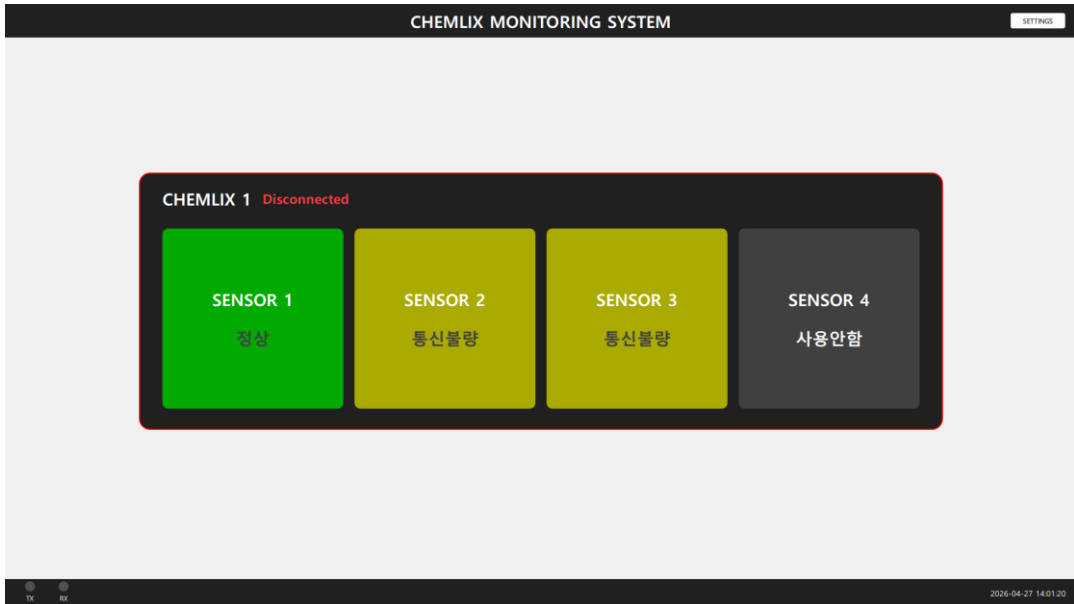 CHEMLIX MONITORING SYSTEM
SETTINGS
CHEMLIX 1 Disconnected
SENSOR 1
정상
SENSOR 2
통신불량
SENSOR 3
통신불량
SENSOR 4
사용안함
TX
RX
2026-04-27 14:01:20